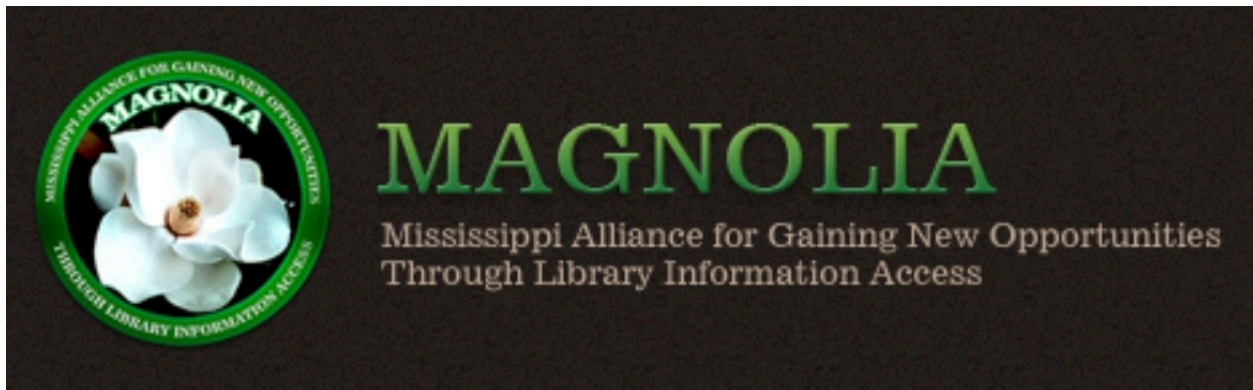 MISSISSIPPI ALLIANCE FOR GAINING NEW OPPORTUNITIES
MAGNOLIA
THROUGH LIBRARY INFORMATION ACCESS
MAGNOLIA
Mississippi Alliance for Gaining New Opportunities
Through Library Information Access